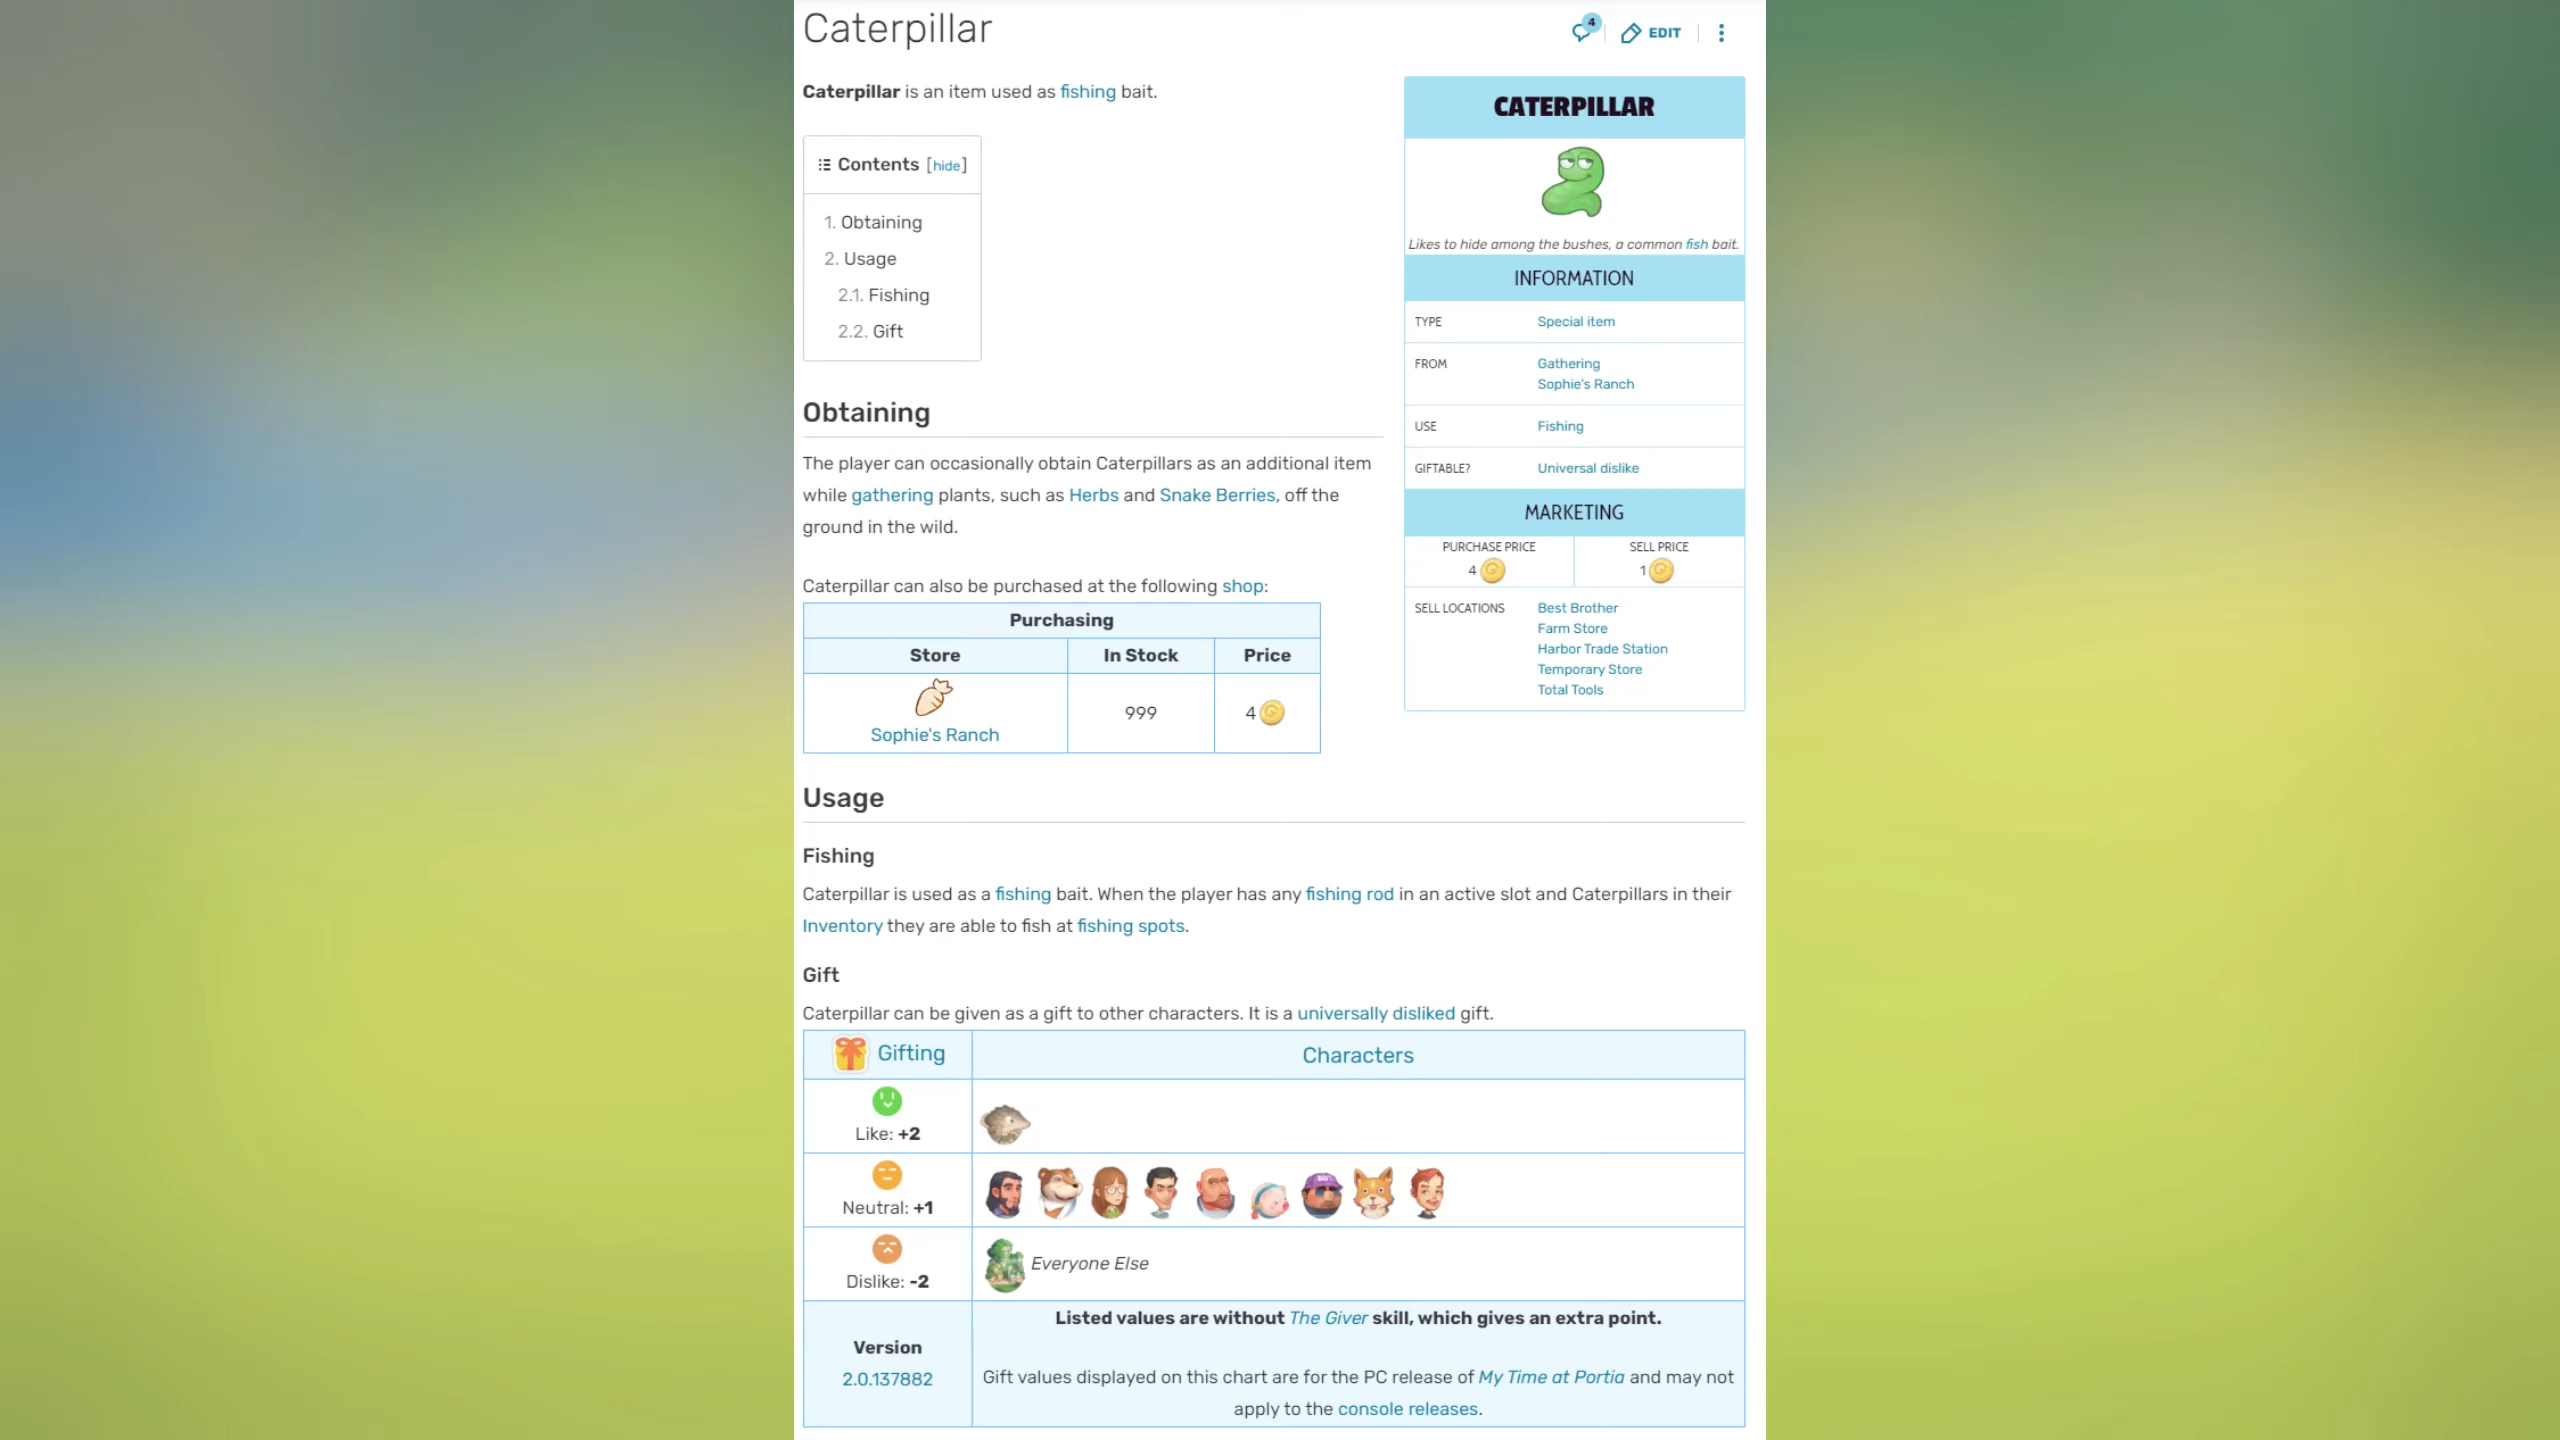 Caterpillar
4
EDIT
Caterpillar is an item used as fishing bait.
Contents [hide]
1. Obtaining
2. Usage
2.1. Fishing
2.2. Gift
CATERPILLAR
Likes to hide among the bushes, a common fish bait.
INFORMATION
TYPE Special item
FROM Gathering
Sophie's Ranch
USE Fishing
GIFTABLE? Universal dislike
MARKETING
PURCHASE PRICE SELL PRICE
4 1
SELL LOCATIONS Best Brother
Farm Store
Harbor Trade Station
Temporary Store
Total Tools
Obtaining
The player can occasionally obtain Caterpillars as an additional item
while gathering plants, such as Herbs and Snake Berries, off the
ground in the wild.
Caterpillar can also be purchased at the following shop:
Purchasing
Store In Stock Price
Sophie's Ranch 999 4
Usage
Fishing
Caterpillar is used as a fishing bait. When the player has any fishing rod in an active slot and Caterpillars in their
Inventory they are able to fish at fishing spots.
Gift
Caterpillar can be given as a gift to other characters. It is a universally disliked gift.
Gifting Characters
Like: +2
Neutral: +1
Dislike: -2 Everyone Else
Version
2.0.137882
Listed values are without The Giver skill, which gives an extra point.
Gift values displayed on this chart are for the PC release of My Time at Portia and may not
apply to the console releases.